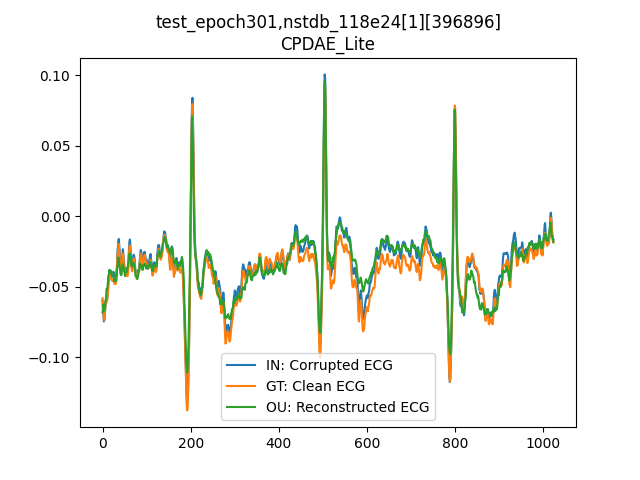 test_epoch301,nstdb_118e24[1][396896]
CPDAE_Lite
0.10
0.05
0.00
−0.05
−0.10
IN: Corrupted ECG
GT: Clean ECG
OU: Reconstructed ECG
0 200 400 600 800 1000